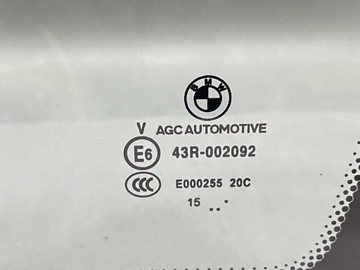 BMW
V AGC AUTOMOTIVE
E6 43R-002092
CCC E000255 20C
15 ..•